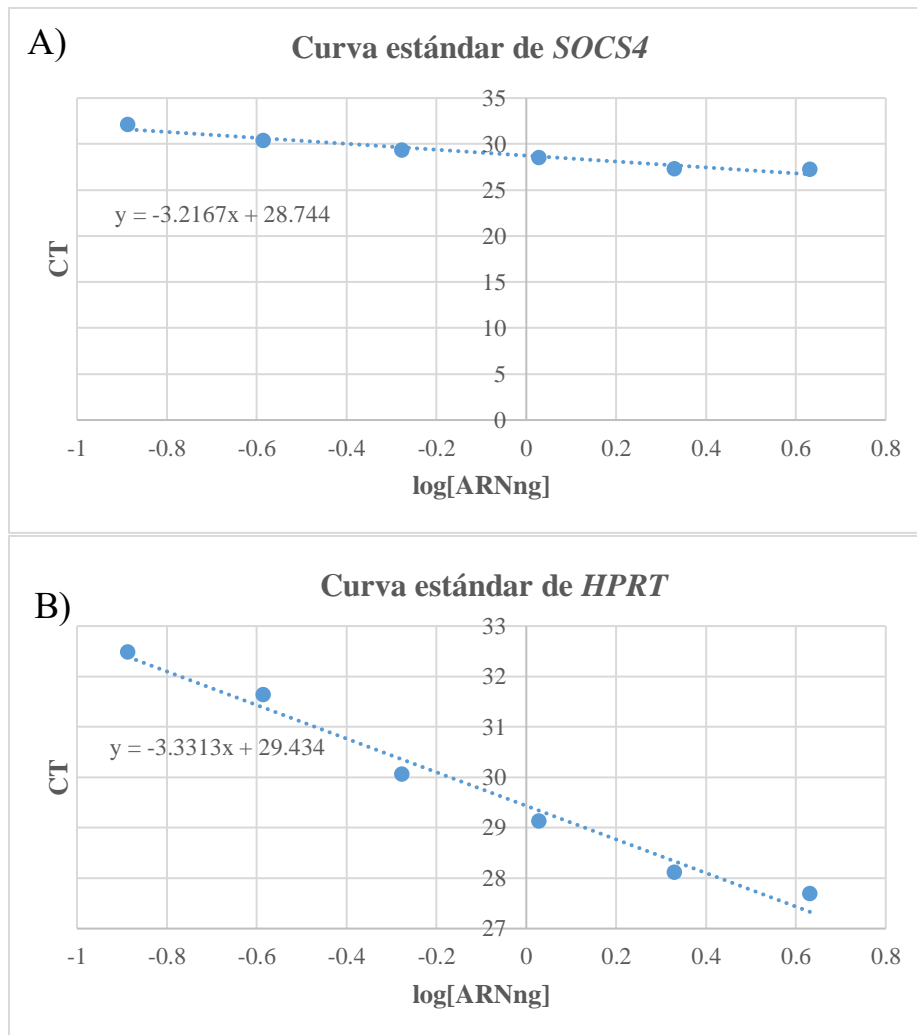 A)
Curva estándar de SOCS4
35
30
25
20
15
10
5
0
y = -3.2167x + 28.744
CT
-1 -0.8 -0.6 -0.4 -0.2 0 0.2 0.4 0.6 0.8
log[ARNng]
B)
Curva estándar de HPRT
33
32
31
30
29
28
27
y = -3.3313x + 29.434
CT
-1 -0.8 -0.6 -0.4 -0.2 0 0.2 0.4 0.6 0.8
log[ARNng]